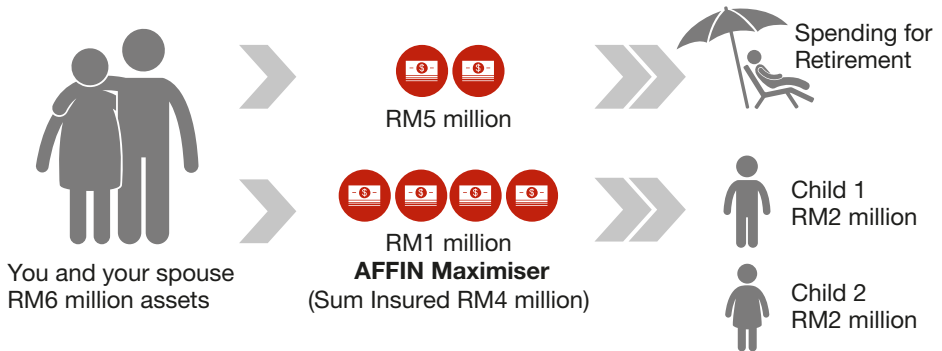 Spending for
Retirement
RM5 million
You and your spouse
RM6 million assets
RM1 million
AFFIN Maximiser
(Sum Insured RM4 million)
Child 1
RM2 million
Child 2
RM2 million